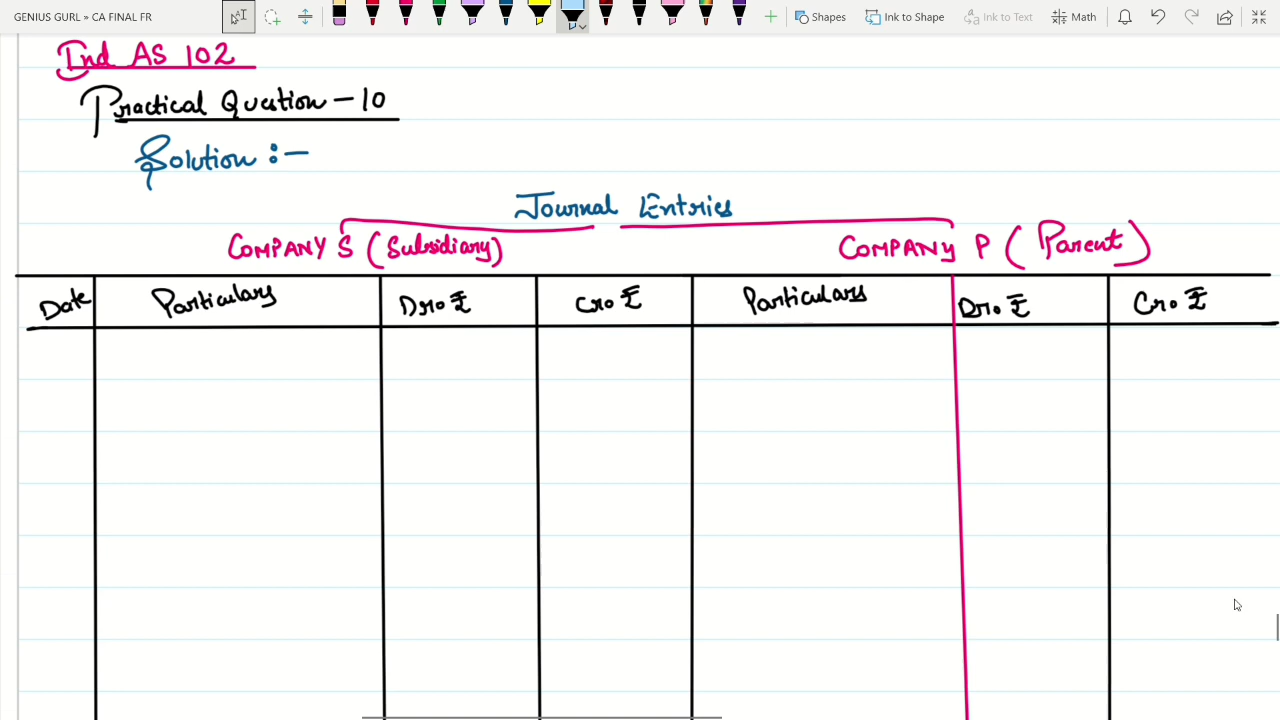 GENIUS GURL » CA FINAL FR
Shapes Ink to Shape Ink to Text Math
Ind AS 102
Practical Question - 10
Solution :-
Journal Entries
COMPANY S (Subsidiary) COMPANY P (Parent)
Date Particulars Dr. ₹ Cr. ₹ Particulars Dr. ₹ Cr. ₹